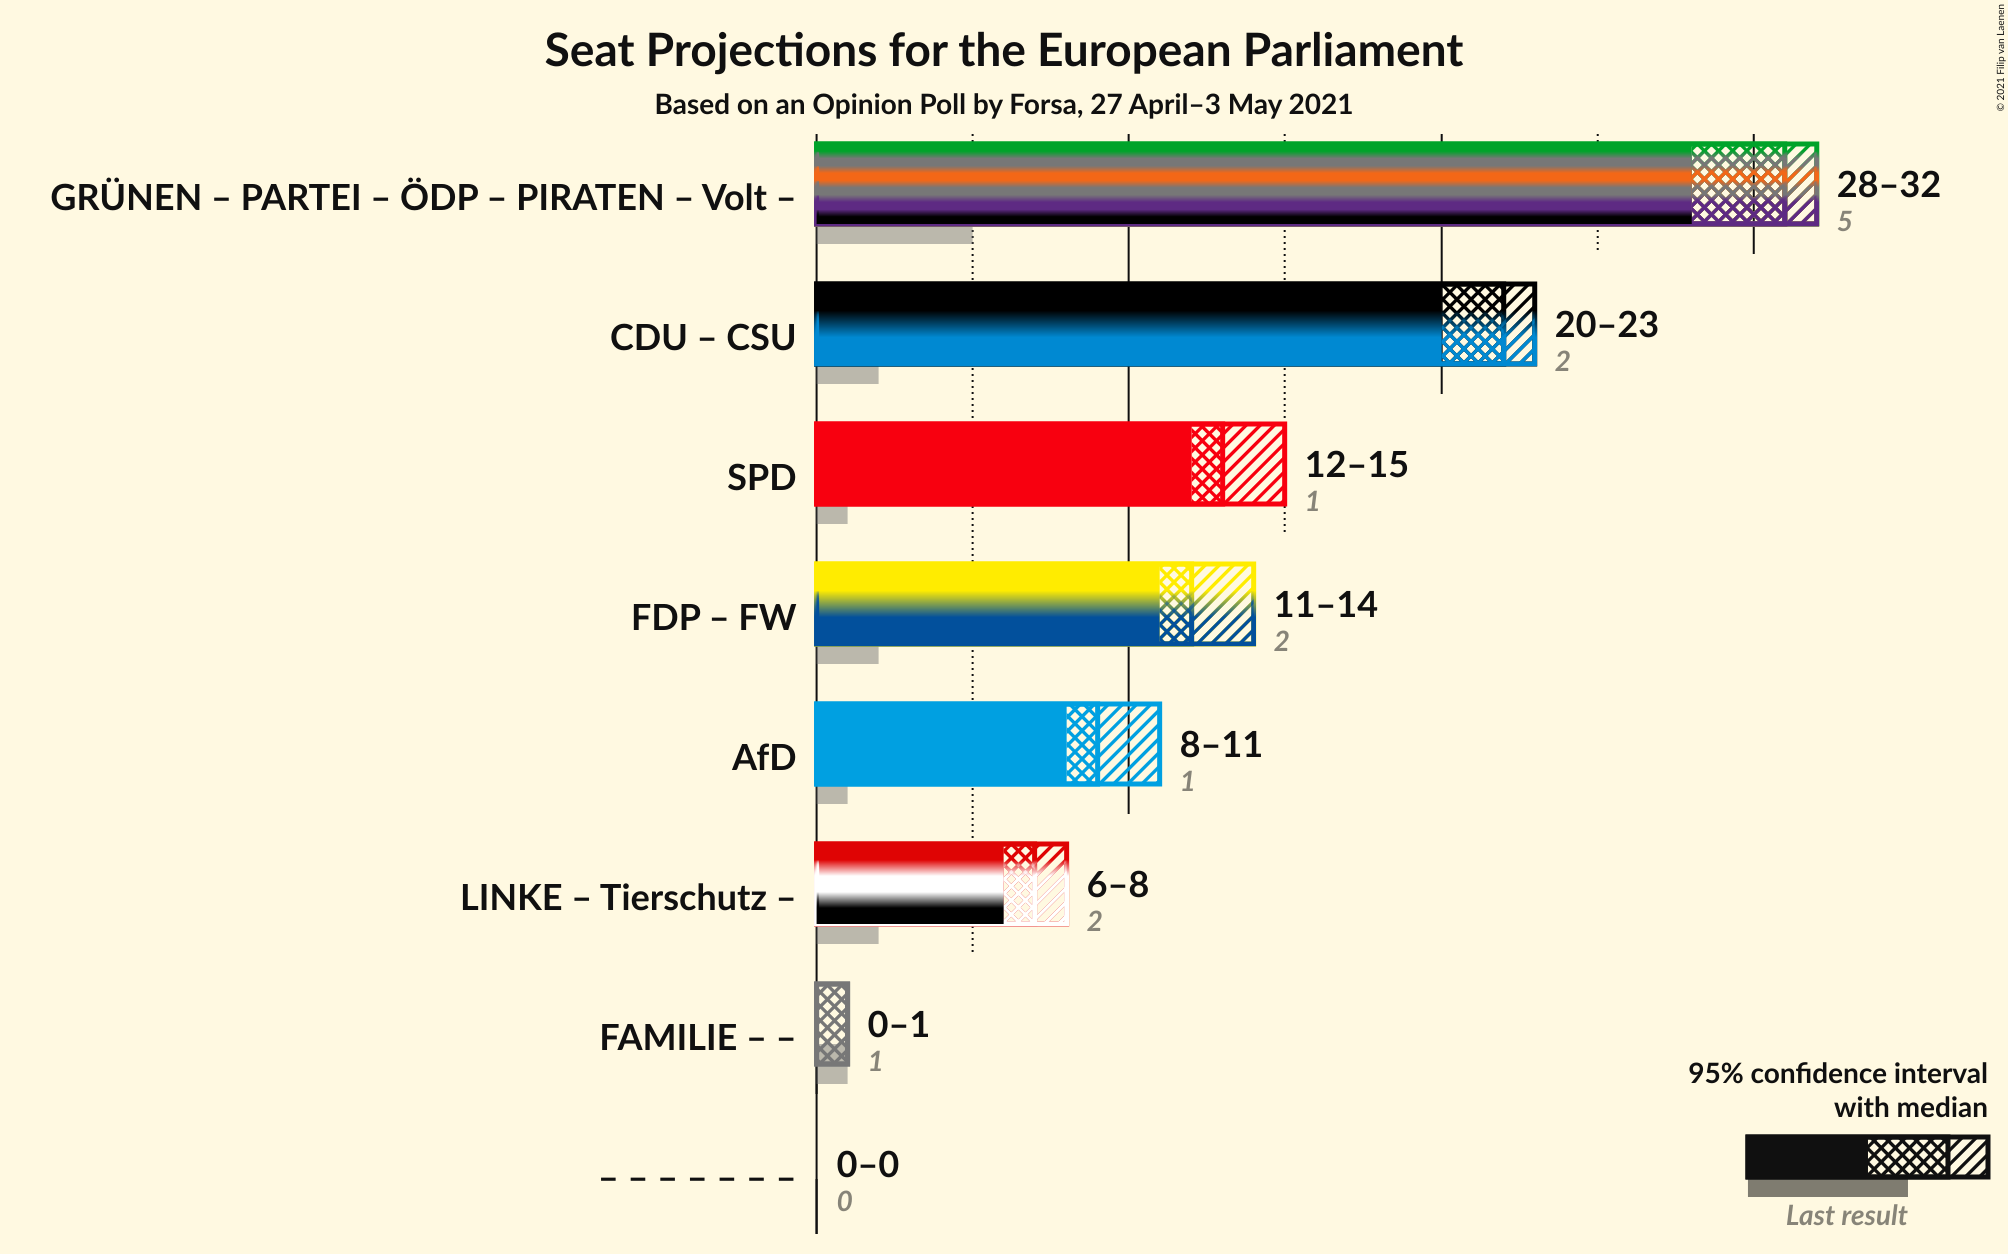 Seat Projections for the European Parliament
Based on an Opinion Poll by Forsa, 27 April–3 May 2021
© 2021 Filip van Laenen
GRÜNEN – PARTEI – ÖDP – PIRATEN – Volt –
28–32
5
CDU – CSU
20–23
2
SPD
12–15
1
FDP – FW
11–14
2
AfD
8–11
1
LINKE – Tierschutz –
6–8
2
FAMILIE – –
0–1
1
– – – – – – –
0–0
0
95% confidence interval
with median
Last result